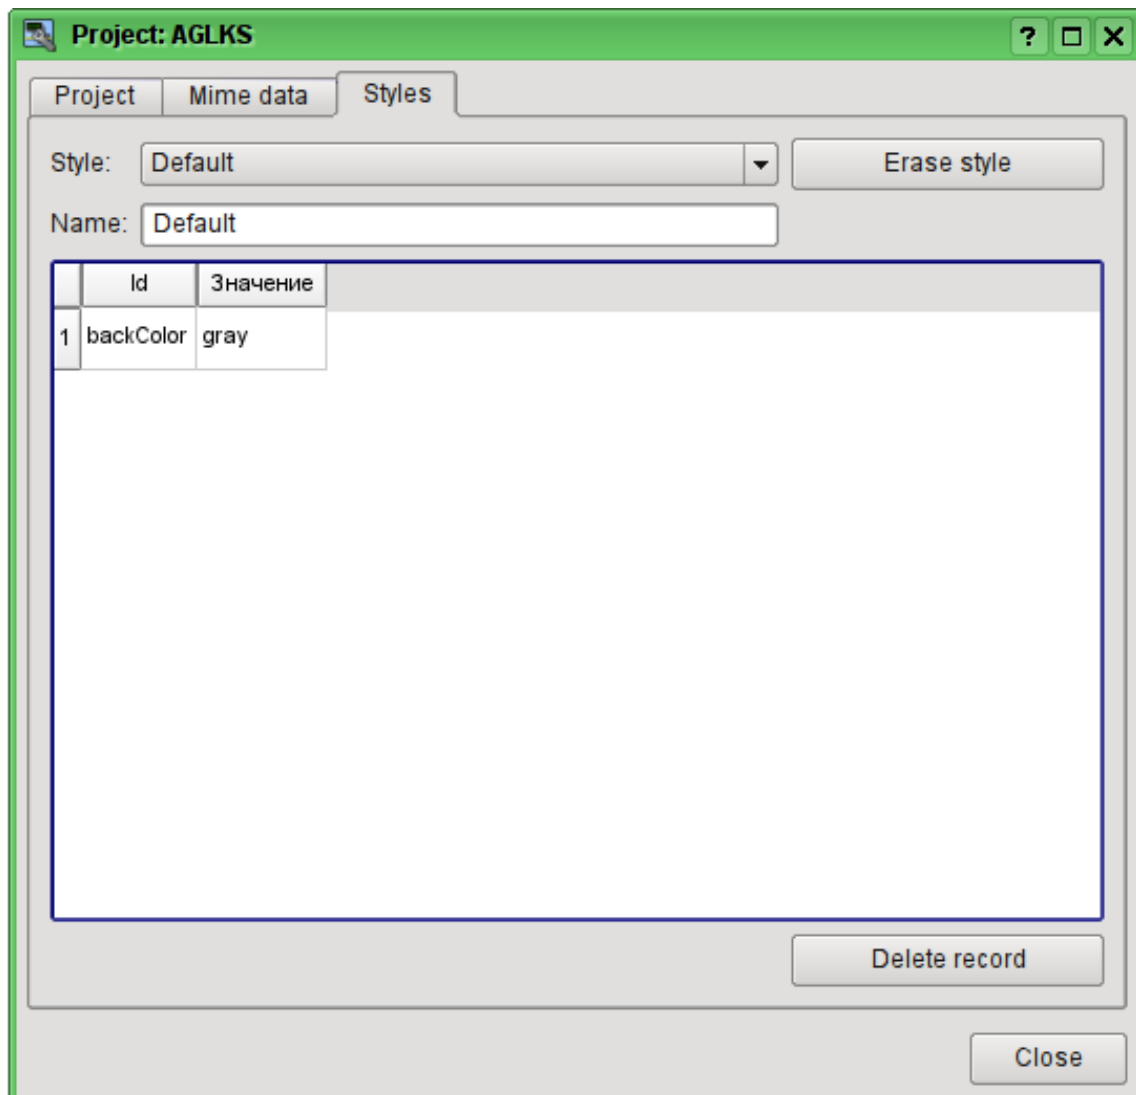 Project: AGLKS
Project Mime data Styles
Style: Default Erase style
Name: Default
Id Значение
1 backColor gray
Delete record
Close